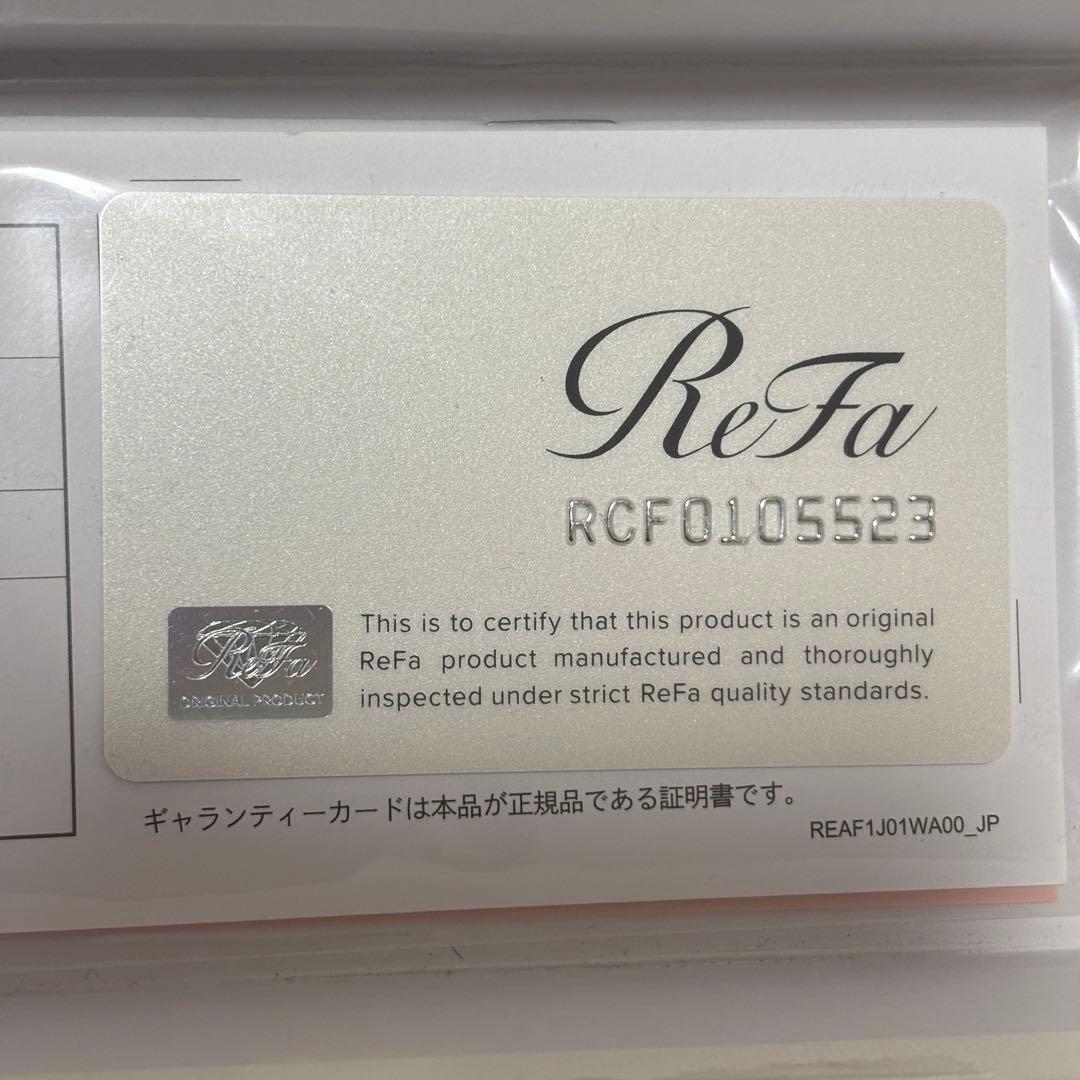 ReFa
RCF0105523
This is to certify that this product is an original
ReFa product manufactured and thoroughly
inspected under strict ReFa quality standards.
ReFa
ORIGINAL PRODUCT
ギャランティーカードは本品が正規品である証明書です。
REAF1J01WA00_JP